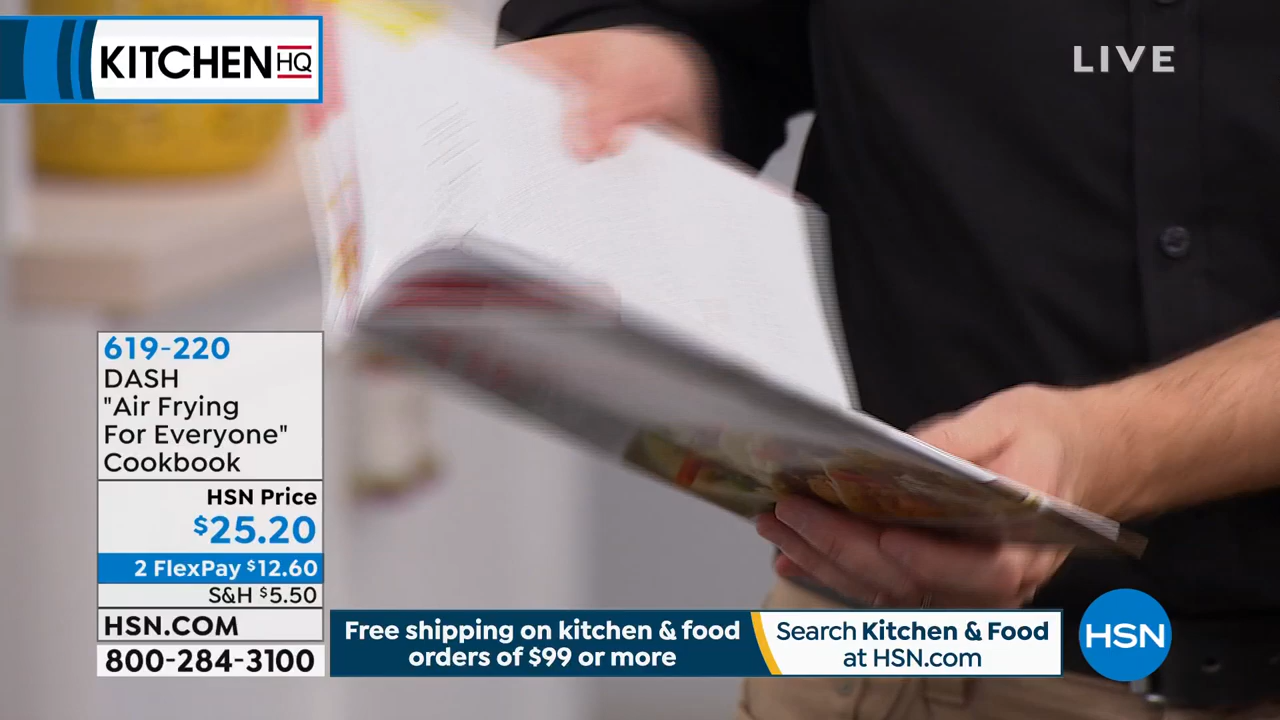 KITCHEN HQ
LIVE
619-220
DASH
"Air Frying
For Everyone"
Cookbook
HSN Price
$25.20
2 FlexPay $12.60
S&H $5.50
HSN.COM
800-284-3100
Free shipping on kitchen & food
orders of $99 or more
Search Kitchen & Food
at HSN.com
HSN